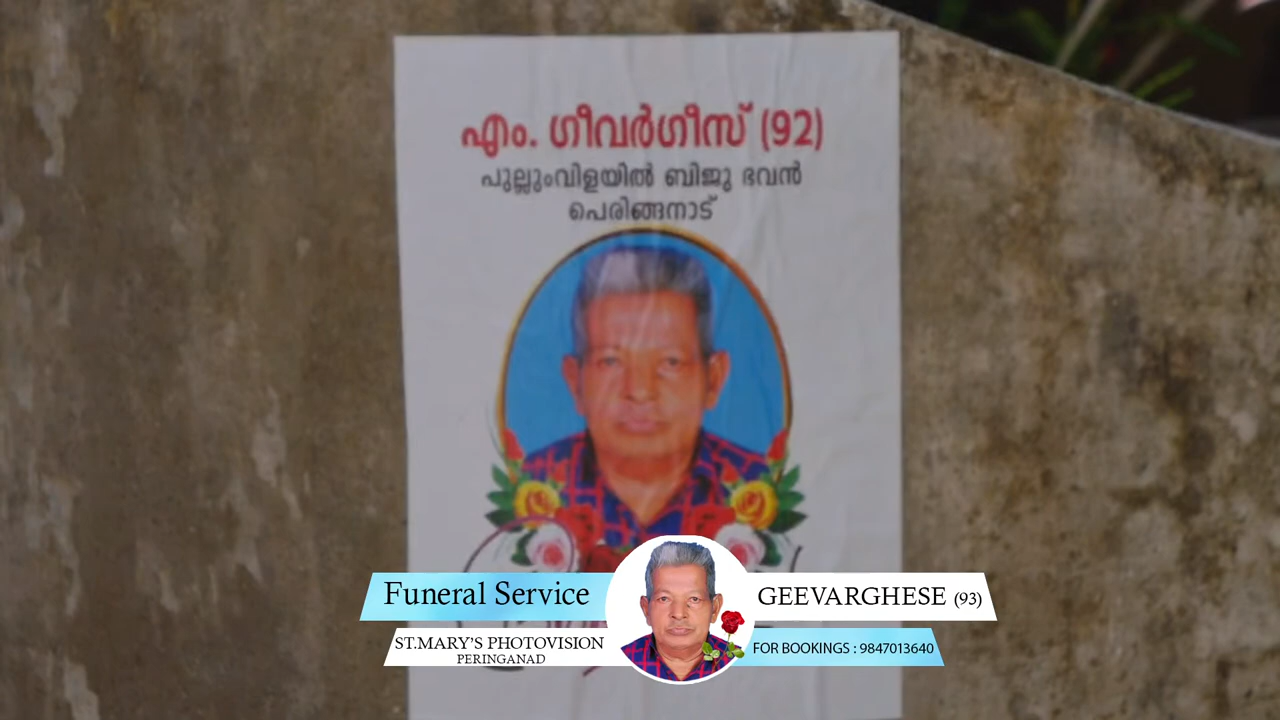 എം. ഗീവർഗീസ് (92)
പുല്ലുംവിളയിൽ ബിജു ഭവൻ
പെരിങ്ങനാട്
Funeral Service
GEEVARGHESE (93)
ST.MARY'S PHOTOVISION
PERINGANAD
FOR BOOKINGS : 9847013640